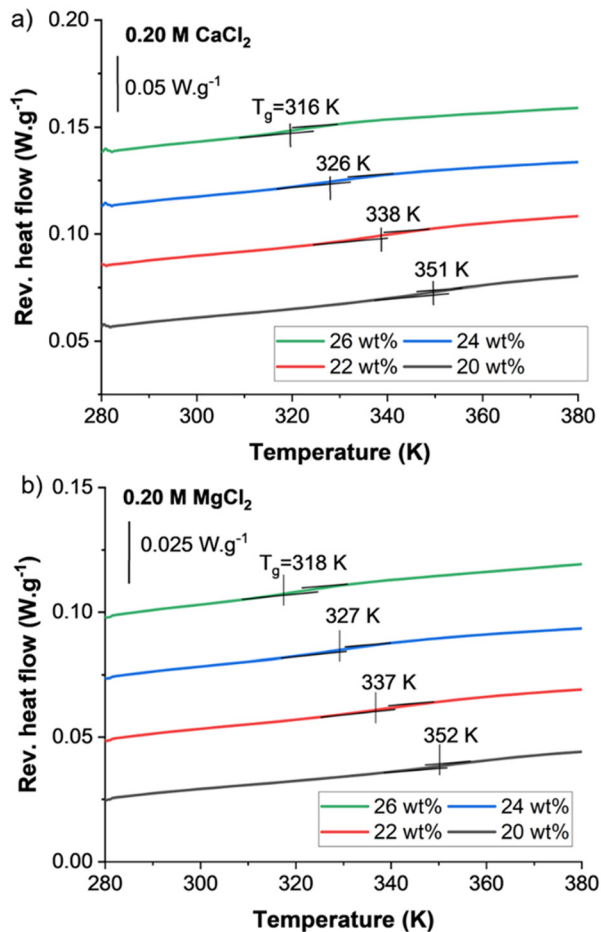 a)
0.20 M CaCl₂
0.05 W.g⁻¹
Tg=316 K
326 K
338 K
351 K
26 wt% 24 wt%
22 wt% 20 wt%
0.20
0.15
0.10
0.05
Rev. heat flow (W.g⁻¹)
280 300 320 340 360 380
Temperature (K)
b)
0.20 M MgCl₂
0.025 W.g⁻¹
Tg=318 K
327 K
337 K
352 K
26 wt% 24 wt%
22 wt% 20 wt%
0.15
0.10
0.05
0.00
Rev. heat flow (W.g⁻¹)
280 300 320 340 360 380
Temperature (K)